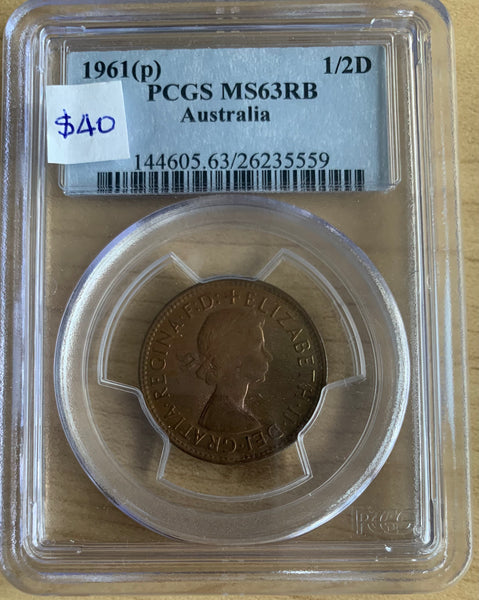 1961(p) 1/2D
PCGS MS63RB
Australia
$40
144605.63/26235559
ELIZABETH·II·DEI·GRATIA·REGINA·F:D:+
PCGS